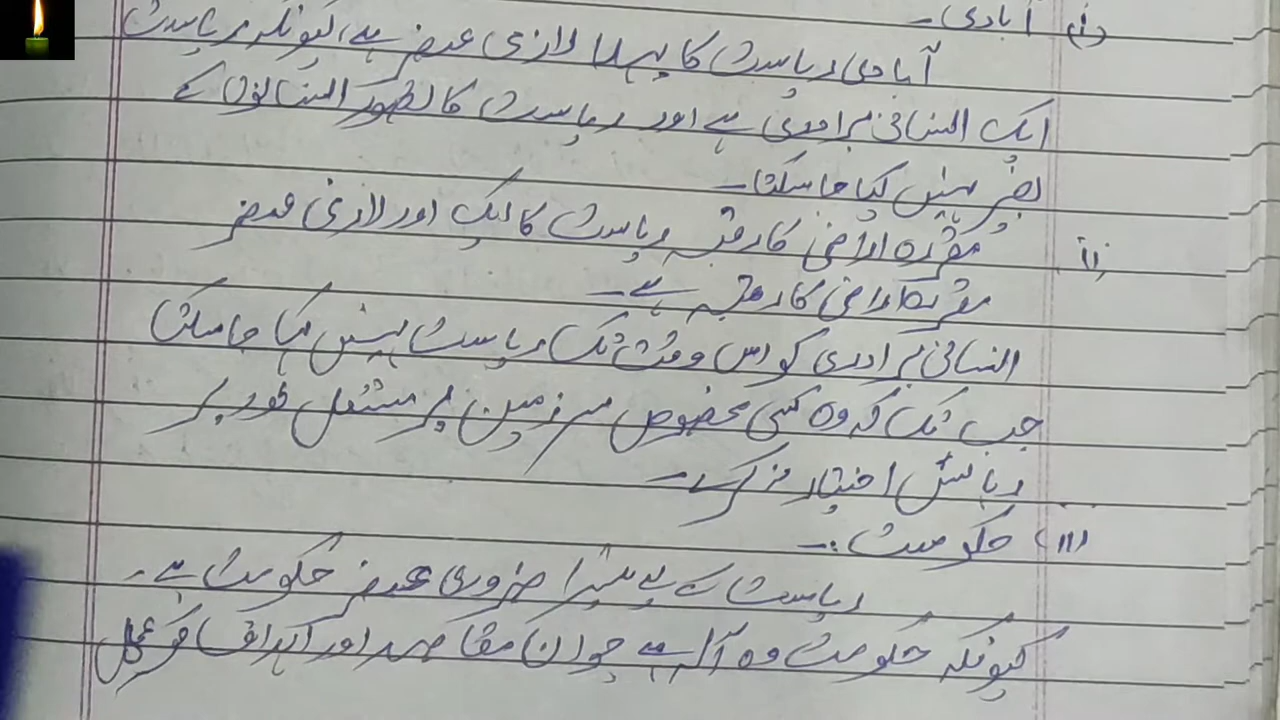 (i) آبادی۔
آبادی ریاست کا پہلا لازمی عنصر ہے، کیونکہ ریاست
ایک انسانی برادری ہے اور ریاست کا تصور انسانوں کے
بغیر نہیں کیا جا سکتا۔
ii) مقررہ اراضی کا رقبہ ریاست کا ایک اور لازمی عنصر
مقررہ اراضی کا رقبہ ہے۔
انسانی برادری کو اس وقت تک ریاست نہیں کہا جا سکتا
جب تک کہ وہ کسی مخصوص سرزمین پر مستقل طور پر
رہائش اختیار نہ کرے۔
(iii) حکومت:۔
ریاست کے لیے تیسرا ضروری عنصر حکومت ہے۔
کیونکہ حکومت وہ آلہ ہے جو ان مقاصد اور اہداف کو عملی